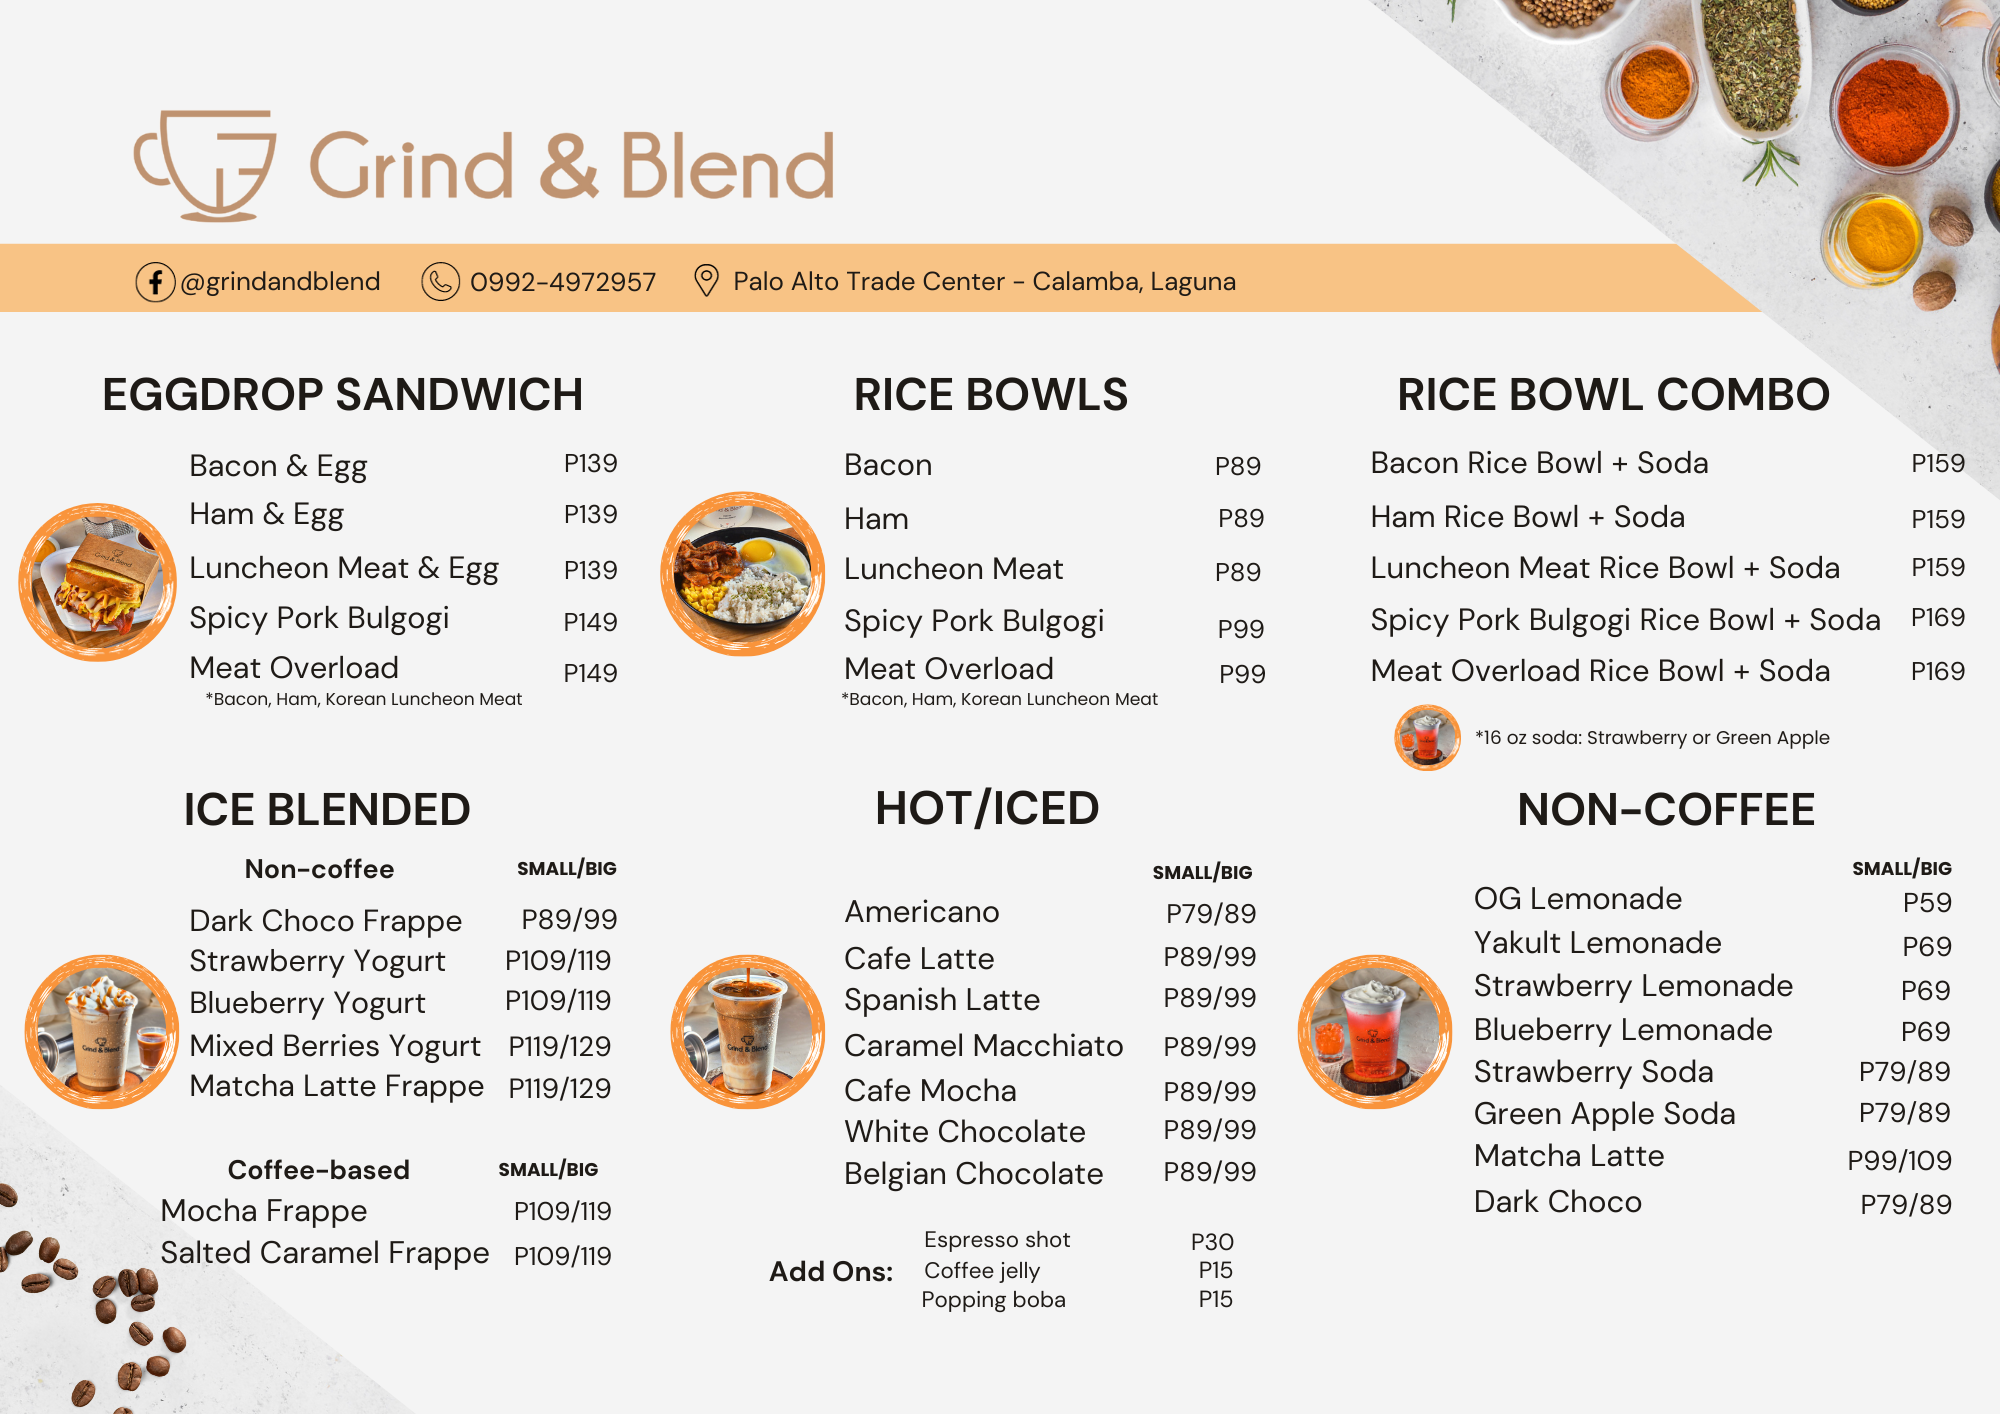 Grind & Blend
@grindandblend 0992-4972957 Palo Alto Trade Center - Calamba, Laguna
EGGDROP SANDWICH
Bacon & Egg P139
Ham & Egg P139
Luncheon Meat & Egg P139
Spicy Pork Bulgogi P149
Meat Overload P149
*Bacon, Ham, Korean Luncheon Meat
RICE BOWLS
Bacon P89
Ham P89
Luncheon Meat P89
Spicy Pork Bulgogi P99
Meat Overload P99
*Bacon, Ham, Korean Luncheon Meat
RICE BOWL COMBO
Bacon Rice Bowl + Soda P159
Ham Rice Bowl + Soda P159
Luncheon Meat Rice Bowl + Soda P159
Spicy Pork Bulgogi Rice Bowl + Soda P169
Meat Overload Rice Bowl + Soda P169
*16 oz soda: Strawberry or Green Apple
ICE BLENDED
Non-coffee SMALL/BIG
Dark Choco Frappe P89/99
Strawberry Yogurt P109/119
Blueberry Yogurt P109/119
Mixed Berries Yogurt P119/129
Matcha Latte Frappe P119/129
Coffee-based SMALL/BIG
Mocha Frappe P109/119
Salted Caramel Frappe P109/119
HOT/ICED
SMALL/BIG
Americano P79/89
Cafe Latte P89/99
Spanish Latte P89/99
Caramel Macchiato P89/99
Cafe Mocha P89/99
White Chocolate P89/99
Belgian Chocolate P89/99
Add Ons:
Espresso shot P30
Coffee jelly P15
Popping boba P15
NON-COFFEE
SMALL/BIG
OG Lemonade P59
Yakult Lemonade P69
Strawberry Lemonade P69
Blueberry Lemonade P69
Strawberry Soda P79/89
Green Apple Soda P79/89
Matcha Latte P99/109
Dark Choco P79/89
Grind & Blend
Grind & Blend
Grind & Blend
Grind & Blend